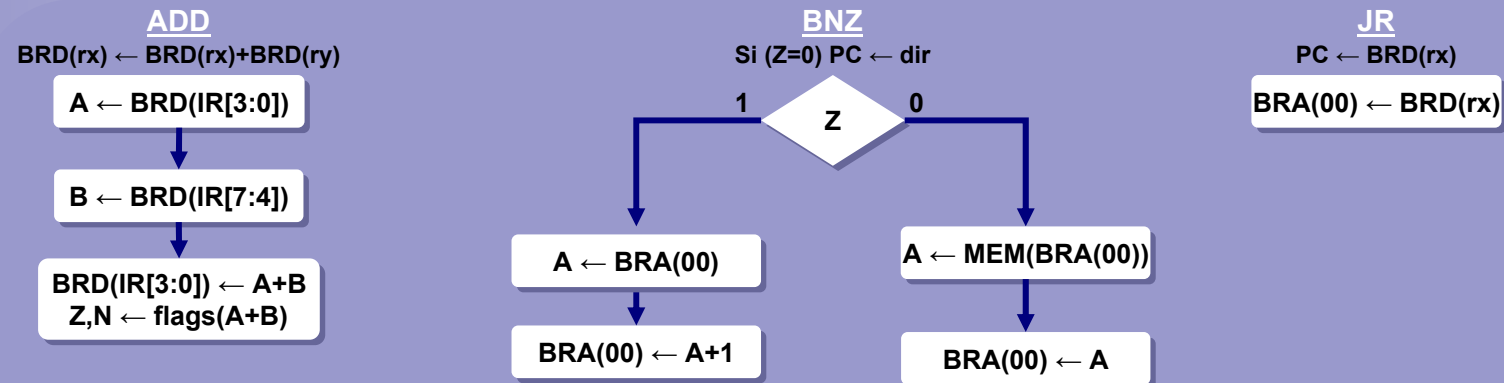 ADD
BRD(rx) ← BRD(rx)+BRD(ry)
A ← BRD(IR[3:0])
B ← BRD(IR[7:4])
BRD(IR[3:0]) ← A+B
Z,N ← flags(A+B)
BNZ
Si (Z=0) PC ← dir
1
Z
0
A ← BRA(00)
BRA(00) ← A+1
A ← MEM(BRA(00))
BRA(00) ← A
JR
PC ← BRD(rx)
BRA(00) ← BRD(rx)